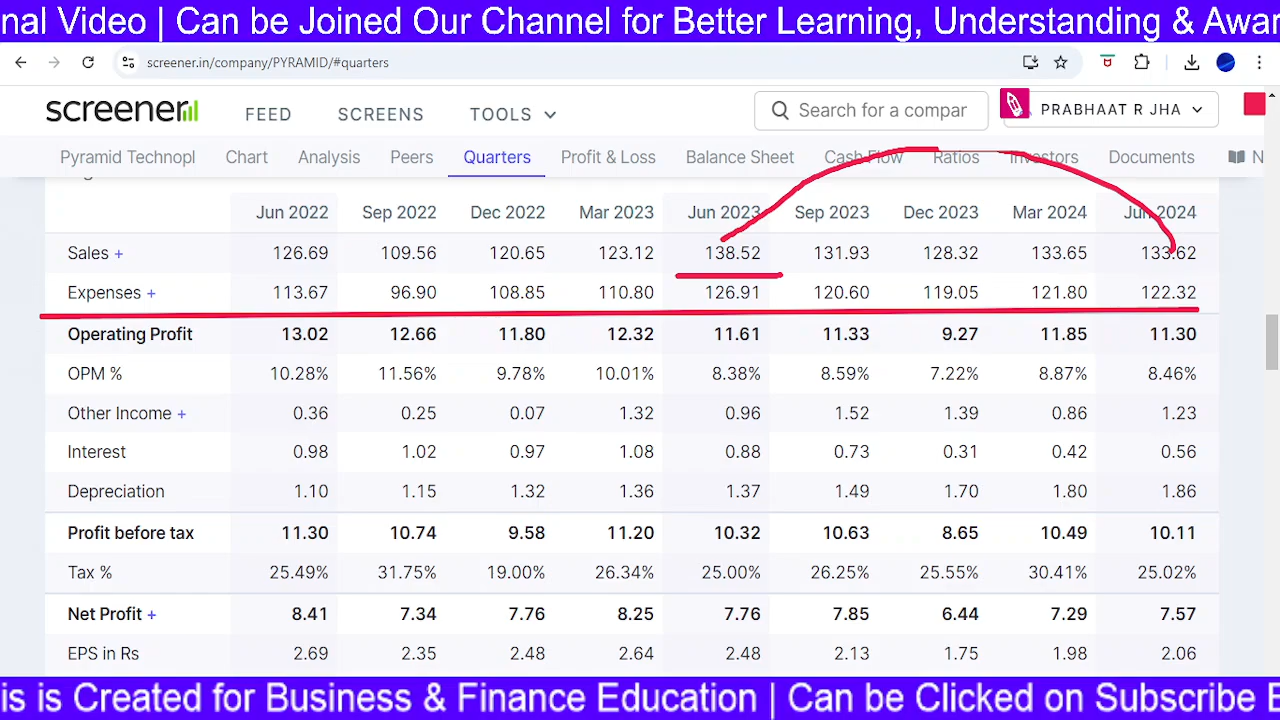 nal Video | Can be Joined Our Channel for Better Learning, Understanding & Awar
screener.in/company/PYRAMID/#quarters
screener FEED SCREENS TOOLS Search for a compar PRABHAAT R JHA
Pyramid Technopl Chart Analysis Peers Quarters Profit & Loss Balance Sheet Cash Flow Ratios Investors Documents N
Jun 2022 Sep 2022 Dec 2022 Mar 2023 Jun 2023 Sep 2023 Dec 2023 Mar 2024 Jun 2024
Sales + 126.69 109.56 120.65 123.12 138.52 131.93 128.32 133.65 133.62
Expenses + 113.67 96.90 108.85 110.80 126.91 120.60 119.05 121.80 122.32
Operating Profit 13.02 12.66 11.80 12.32 11.61 11.33 9.27 11.85 11.30
OPM % 10.28% 11.56% 9.78% 10.01% 8.38% 8.59% 7.22% 8.87% 8.46%
Other Income + 0.36 0.25 0.07 1.32 0.96 1.52 1.39 0.86 1.23
Interest 0.98 1.02 0.97 1.08 0.88 0.73 0.31 0.42 0.56
Depreciation 1.10 1.15 1.32 1.36 1.37 1.49 1.70 1.80 1.86
Profit before tax 11.30 10.74 9.58 11.20 10.32 10.63 8.65 10.49 10.11
Tax % 25.49% 31.75% 19.00% 26.34% 25.00% 26.25% 25.55% 30.41% 25.02%
Net Profit + 8.41 7.34 7.76 8.25 7.76 7.85 6.44 7.29 7.57
EPS in Rs 2.69 2.35 2.48 2.64 2.48 2.13 1.75 1.98 2.06
is is Created for Business & Finance Education | Can be Clicked on Subscribe B